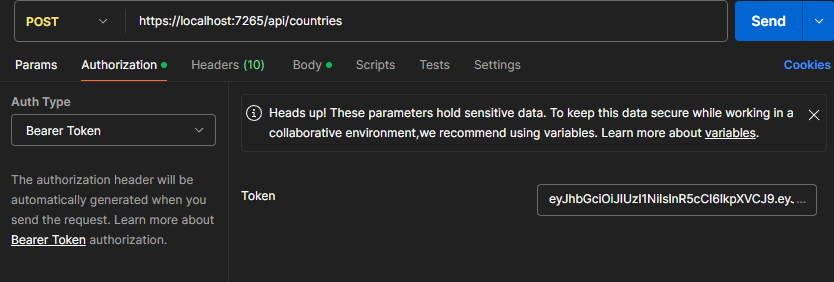 POST https://localhost:7265/api/countries Send
Params Authorization Headers (10) Body Scripts Tests Settings Cookies
Auth Type
Bearer Token
The authorization header will be
automatically generated when you
send the request. Learn more about
Bearer Token authorization.
Heads up! These parameters hold sensitive data. To keep this data secure while working in a
collaborative environment,we recommend using variables. Learn more about variables.
Token eyJhbGciOiJIUzI1NiIsInR5cCI6IkpXVCJ9.eyJ...